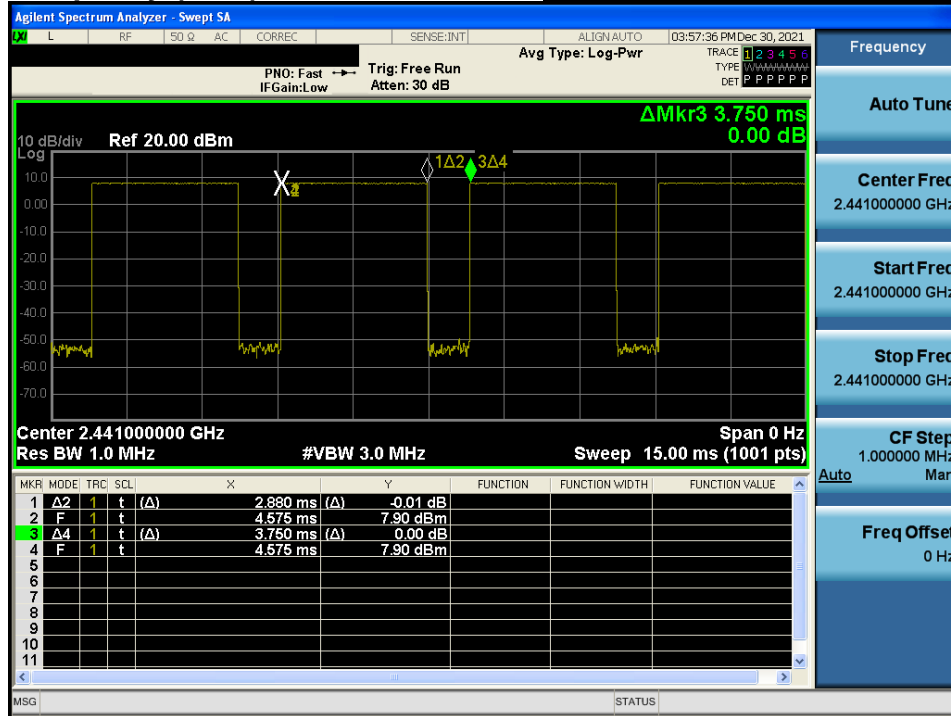 Agilent Spectrum Analyzer - Swept SA
LXI L RF 50 Ω AC CORREC SENSE:INT ALIGN AUTO 03:57:36 PM Dec 30, 2021
Avg Type: Log-Pwr
TRACE 1 2 3 4 5 6
TYPE WWWWWW
DET P P P P P P
PNO: Fast
IFGain:Low
Trig: Free Run
Atten: 30 dB
ΔMkr3 3.750 ms
0.00 dB
10 dB/div
Log
Ref 20.00 dBm
1Δ2
3Δ4
10.0
0.00
-10.0
-20.0
-30.0
-40.0
-50.0
-60.0
-70.0
Center 2.441000000 GHz
Span 0 Hz
Res BW 1.0 MHz
#VBW 3.0 MHz
Sweep 15.00 ms (1001 pts)
MKR MODE TRC SCL X Y FUNCTION FUNCTION WIDTH FUNCTION VALUE
1 Δ2 1 t (Δ) 2.880 ms (Δ) -0.01 dB
2 F 1 t 4.575 ms 7.90 dBm
3 Δ4 1 t (Δ) 3.750 ms (Δ) 0.00 dB
4 F 1 t 4.575 ms 7.90 dBm
5
6
7
8
9
10
11
MSG
STATUS
Frequency
Auto Tune
Center Freq
2.441000000 GHz
Start Freq
2.441000000 GHz
Stop Freq
2.441000000 GHz
CF Step
1.000000 MHz
Auto Man
Freq Offset
0 Hz